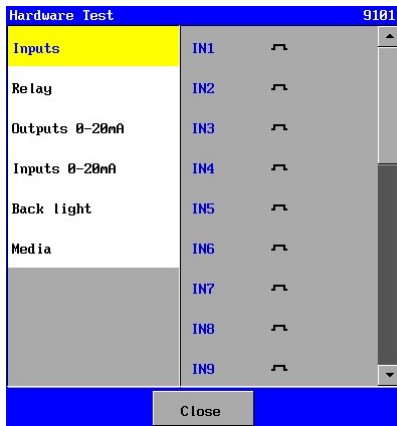 Hardware Test 9101
Inputs
Relay
Outputs 0-20mA
Inputs 0-20mA
Back light
Media
IN1
IN2
IN3
IN4
IN5
IN6
IN7
IN8
IN9
Close